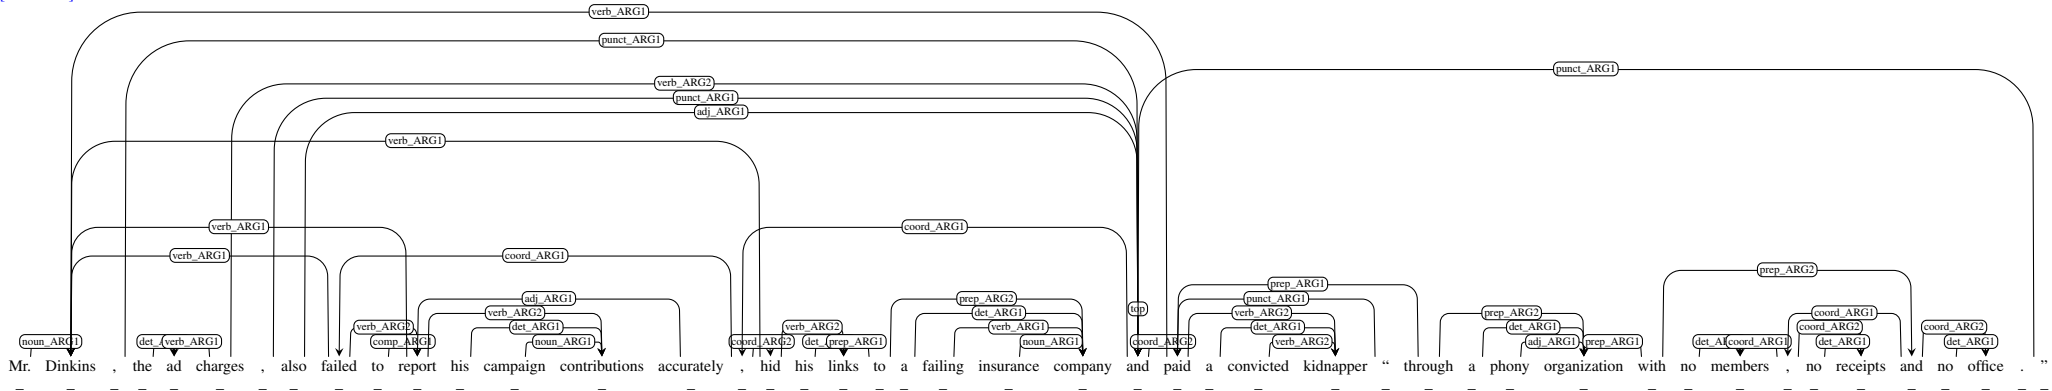 verb_ARG1
punct_ARG1
punct_ARG1
verb_ARG2
punct_ARG1
adj_ARG1
verb_ARG1
verb_ARG1 coord_ARG1
verb_ARG1 coord_ARG1
prep_ARG2
prep_ARG1
adj_ARG1 prep_ARG2 punct_ARG1
top
verb_ARG2 det_ARG1 verb_ARG2 prep_ARG2 coord_ARG1
verb_ARG2 det_ARG1 verb_ARG2 verb_ARG1 det_ARG1 det_ARG1 coord_ARG2 coord_ARG2
noun_ARG1 det_ verb_ARG1 comp_ARG1 noun_ARG1 coord_ARG2 det_ prep_ARG1 noun_ARG1 coord_ARG2 verb_ARG2 adj_ARG1 prep_ARG1 det_A coord_ARG1 det_ARG1 det_ARG1
Mr. Dinkins , the ad charges , also failed to report his campaign contributions accurately , hid his links to a failing insurance company and paid a convicted kidnapper “ through a phony organization with no members , no receipts and no office . ”